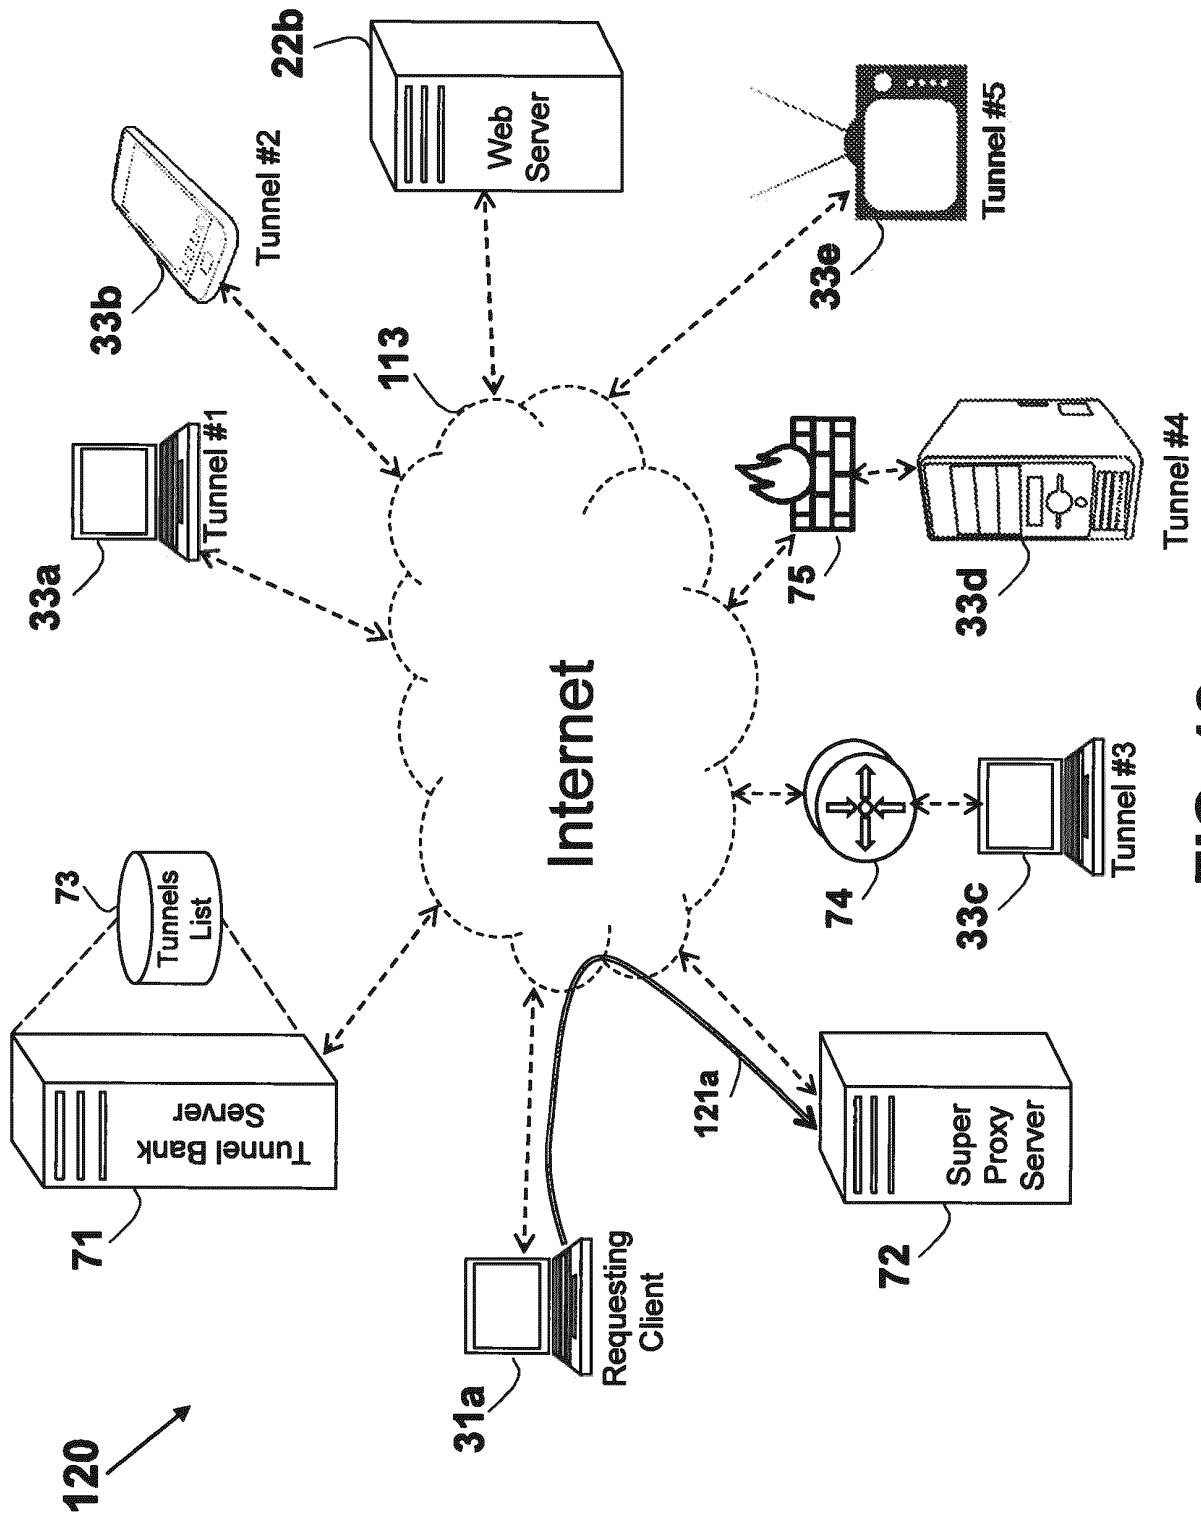 120
71
Tunnel Bank
Server
73
Tunnels
List
33a
Tunnel #1
33b
Tunnel #2
22b
Web
Server
113
Internet
31a
Requesting
Client
121a
72
Super
Proxy
Server
74
33c
Tunnel #3
75
33d
Tunnel #4
33e
Tunnel #5